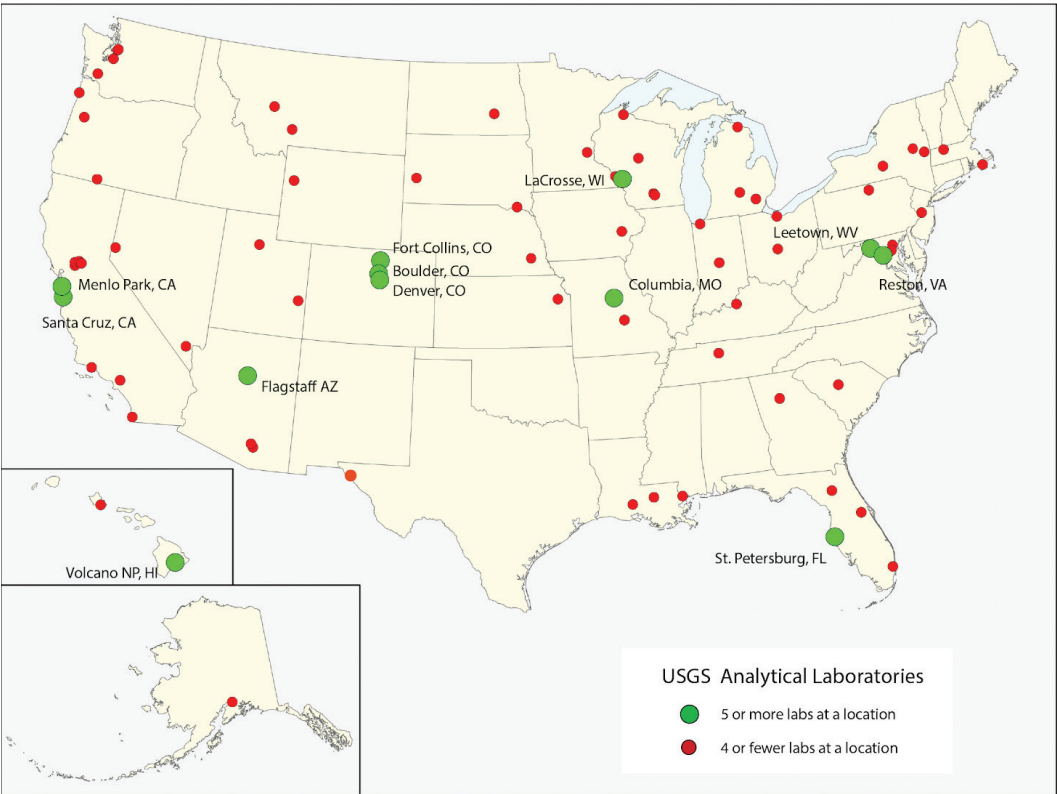 LaCrosse, WI
Leetown, WV
Fort Collins, CO
Boulder, CO
Denver, CO
Menlo Park, CA
Columbia, MO
Reston, VA
Santa Cruz, CA
Flagstaff AZ
St. Petersburg, FL
Volcano NP, HI
USGS Analytical Laboratories
5 or more labs at a location
4 or fewer labs at a location